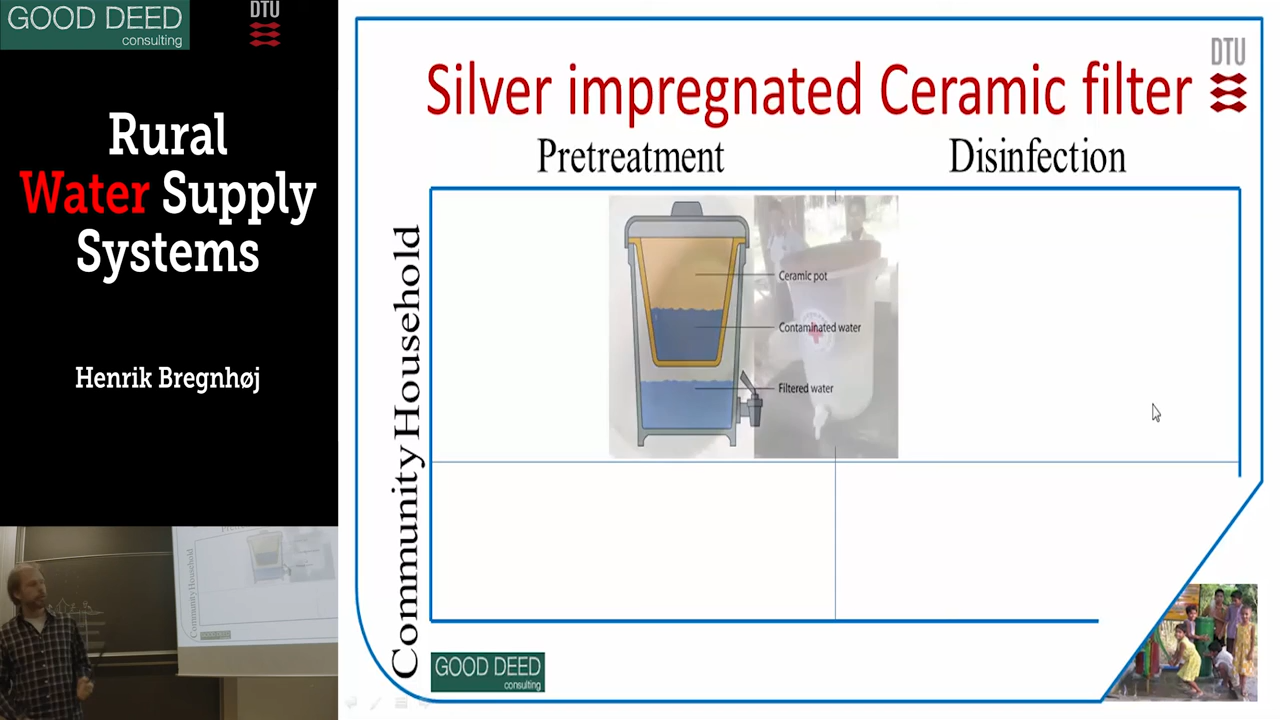 GOOD DEED
consulting
DTU
Rural
Water Supply
Systems
Henrik Bregnhøj
DTU
Silver impregnated Ceramic filter
Pretreatment
Disinfection
Household
Community
Ceramic pot
Contaminated water
Filtered water
GOOD DEED
consulting